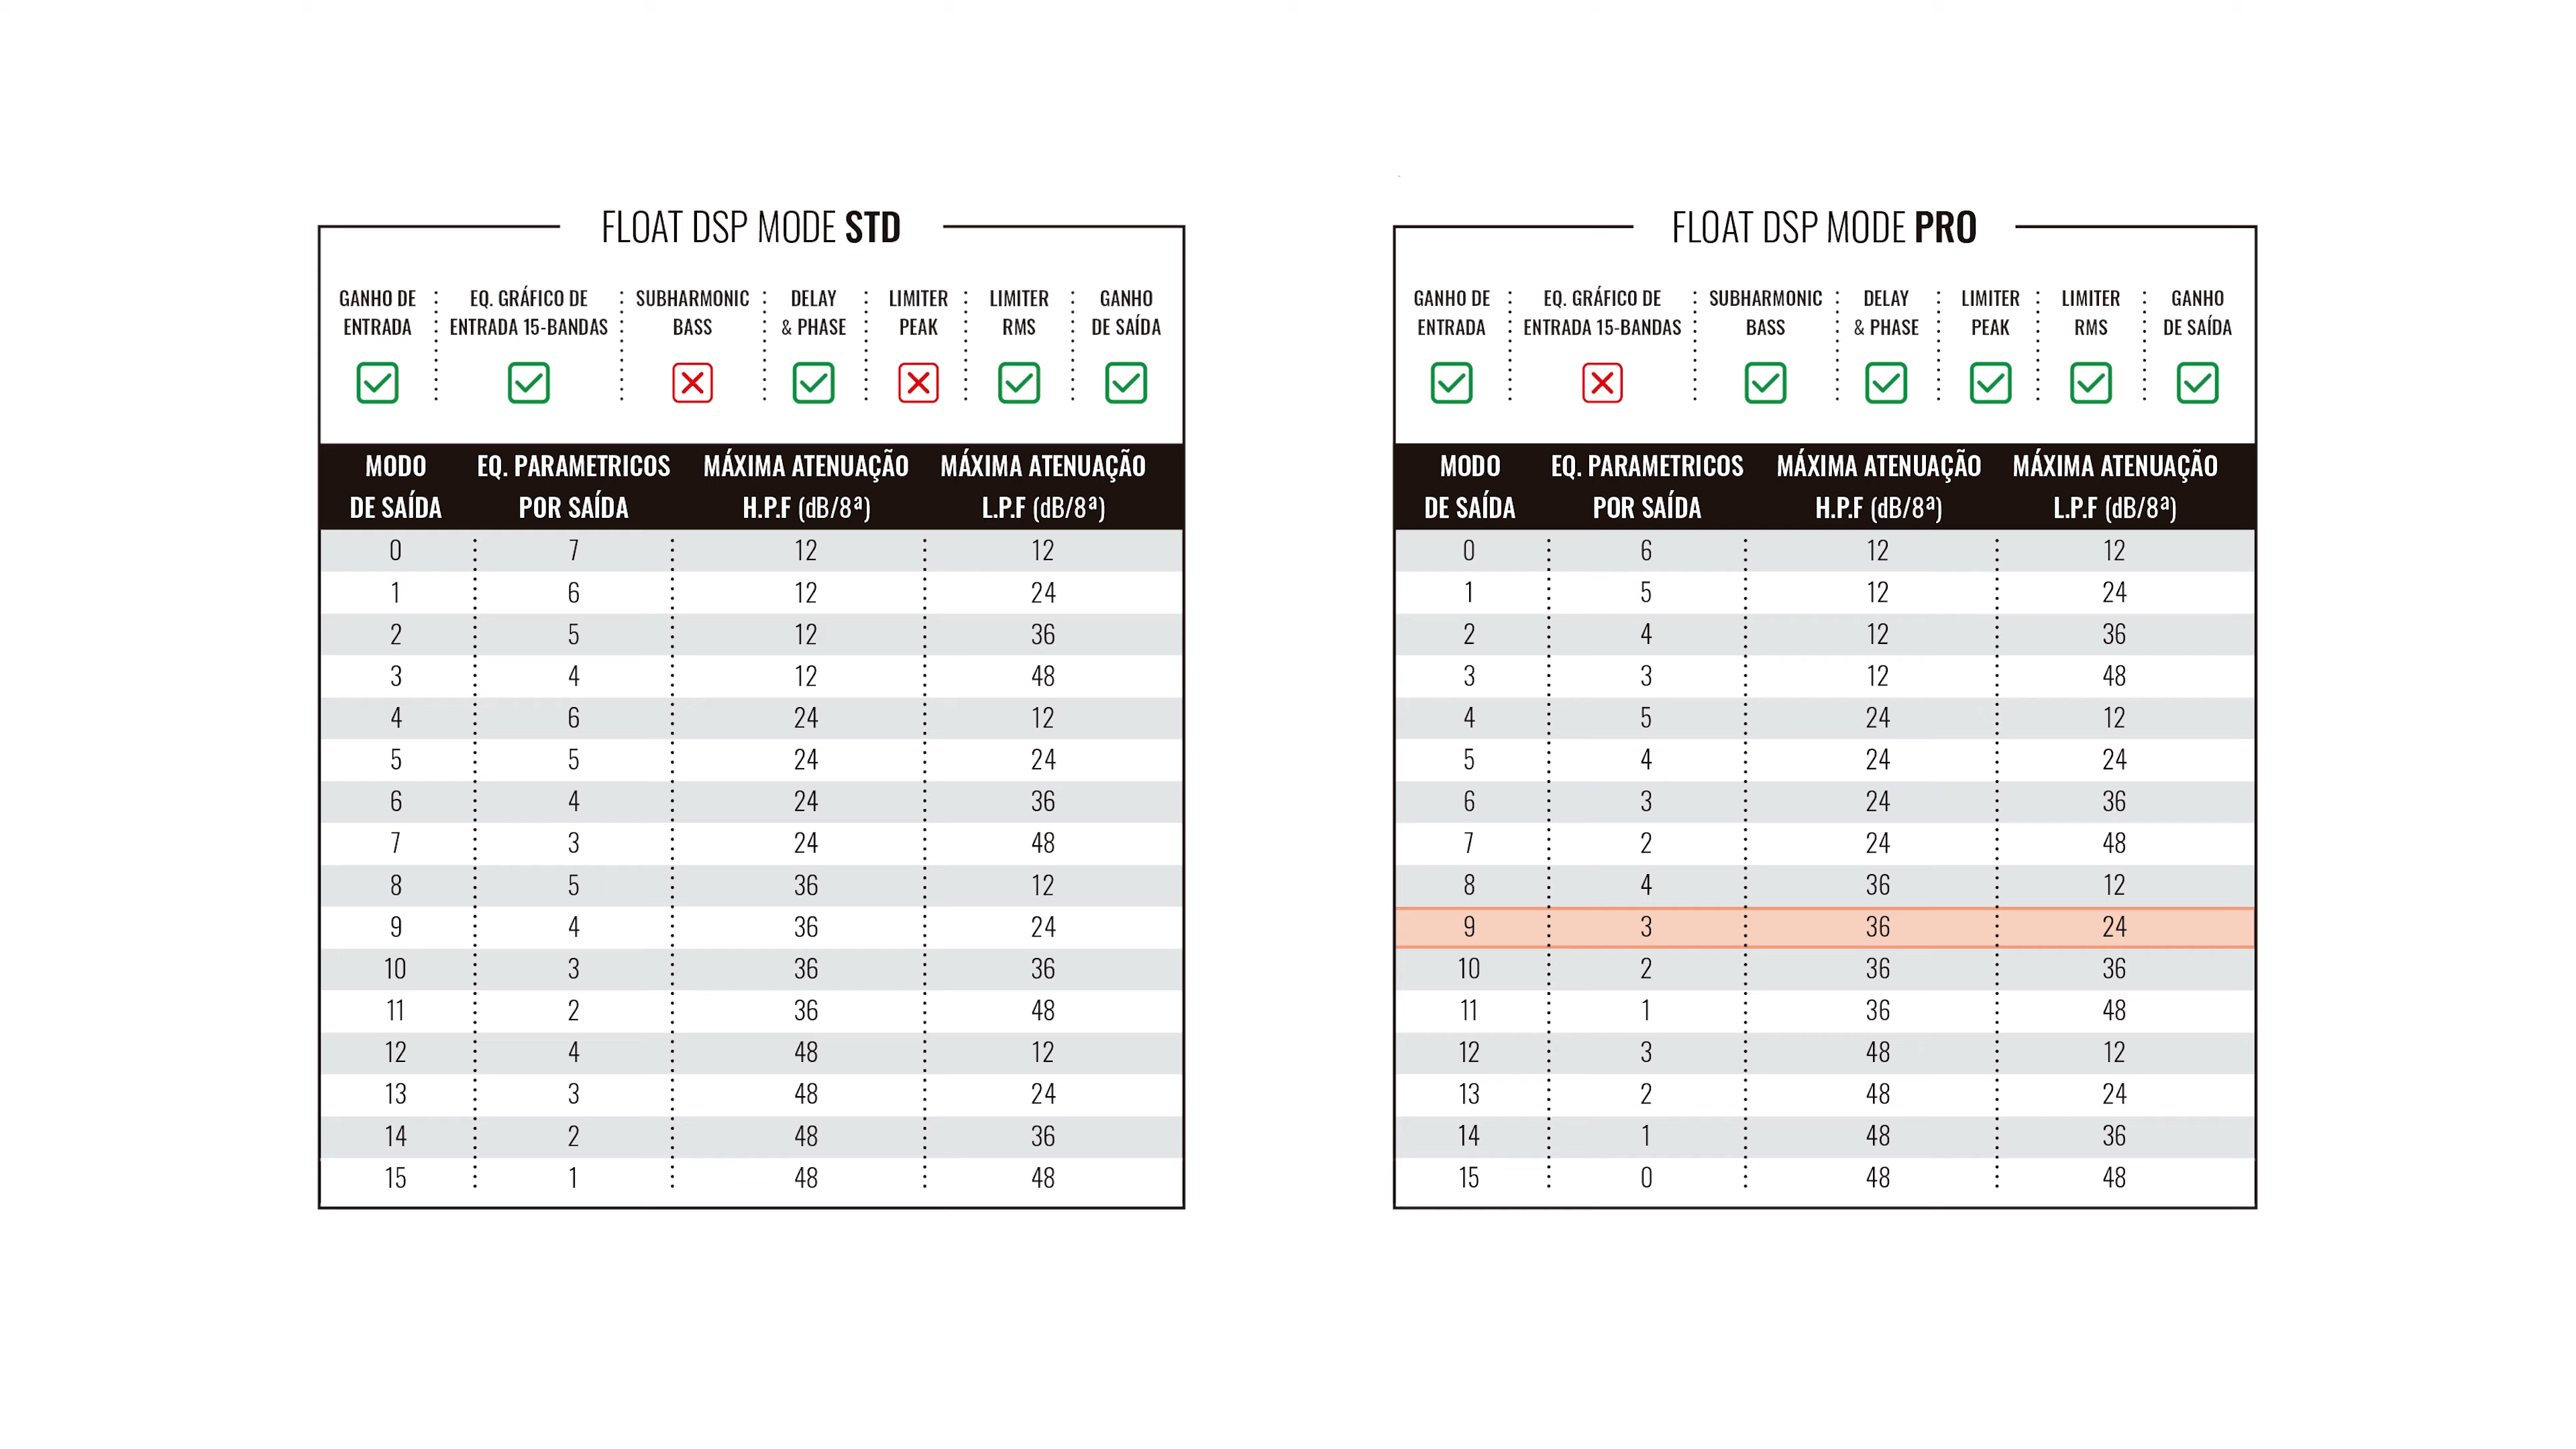 FLOAT DSP MODE STD
GANHO DE ENTRADA
EQ. GRÁFICO DE ENTRADA 15-BANDAS
SUBHARMONIC BASS
DELAY & PHASE
LIMITER PEAK
LIMITER RMS
GANHO DE SAÍDA
MODO DE SAÍDA
EQ. PARAMETRICOS POR SAÍDA
MÁXIMA ATENUAÇÃO H.P.F (dB/8ª)
MÁXIMA ATENUAÇÃO L.P.F (dB/8ª)
0 7 12 12
1 6 12 24
2 5 12 36
3 4 12 48
4 6 24 12
5 5 24 24
6 4 24 36
7 3 24 48
8 5 36 12
9 4 36 24
10 3 36 36
11 2 36 48
12 4 48 12
13 3 48 24
14 2 48 36
15 1 48 48
FLOAT DSP MODE PRO
GANHO DE ENTRADA
EQ. GRÁFICO DE ENTRADA 15-BANDAS
SUBHARMONIC BASS
DELAY & PHASE
LIMITER PEAK
LIMITER RMS
GANHO DE SAÍDA
MODO DE SAÍDA
EQ. PARAMETRICOS POR SAÍDA
MÁXIMA ATENUAÇÃO H.P.F (dB/8ª)
MÁXIMA ATENUAÇÃO L.P.F (dB/8ª)
0 6 12 12
1 5 12 24
2 4 12 36
3 3 12 48
4 5 24 12
5 4 24 24
6 3 24 36
7 2 24 48
8 4 36 12
9 3 36 24
10 2 36 36
11 1 36 48
12 3 48 12
13 2 48 24
14 1 48 36
15 0 48 48